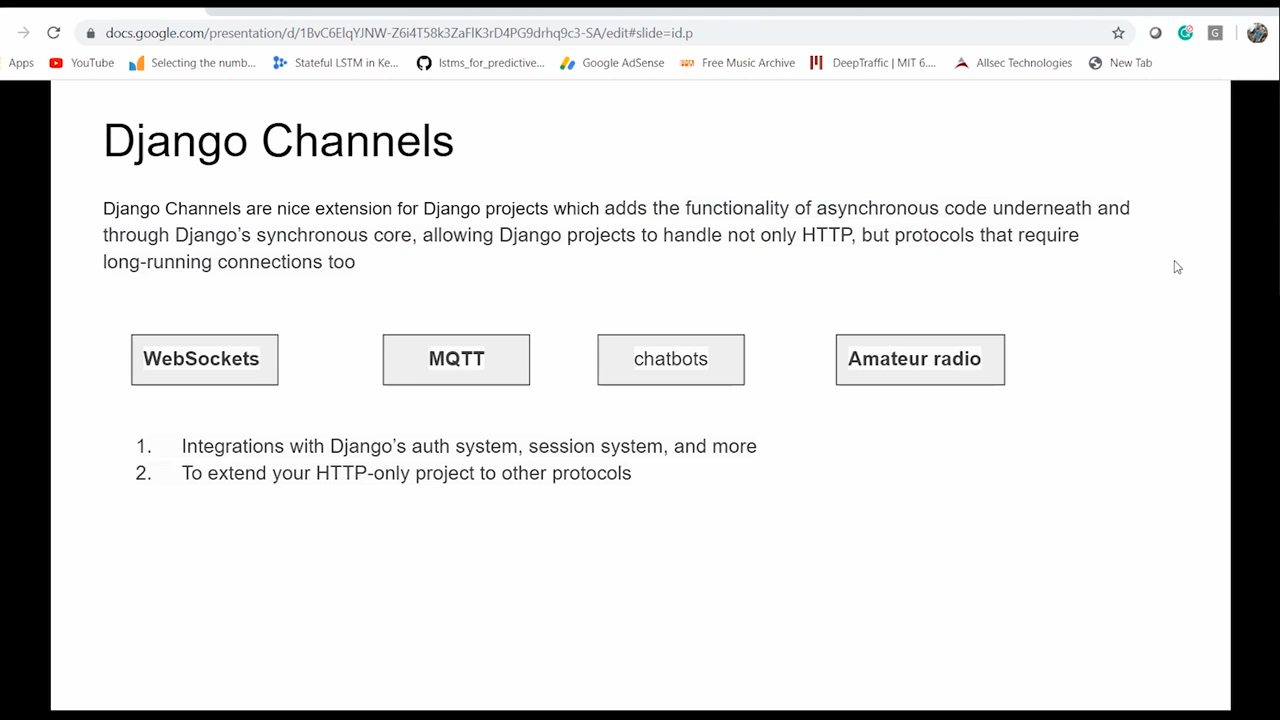 docs.google.com/presentation/d/1BvC6ElqYJNW-Z6i4T58k3ZaFlK3rD4PG9drhq9c3-SA/edit#slide=id.p
Apps YouTube Selecting the numb... Stateful LSTM in Ke... lstms_for_predictive... Google AdSense Free Music Archive DeepTraffic | MIT 6.... Allsec Technologies New Tab
Django Channels
Django Channels are nice extension for Django projects which adds the functionality of asynchronous code underneath and
through Django’s synchronous core, allowing Django projects to handle not only HTTP, but protocols that require
long-running connections too
WebSockets MQTT chatbots Amateur radio
1. Integrations with Django’s auth system, session system, and more
2. To extend your HTTP-only project to other protocols